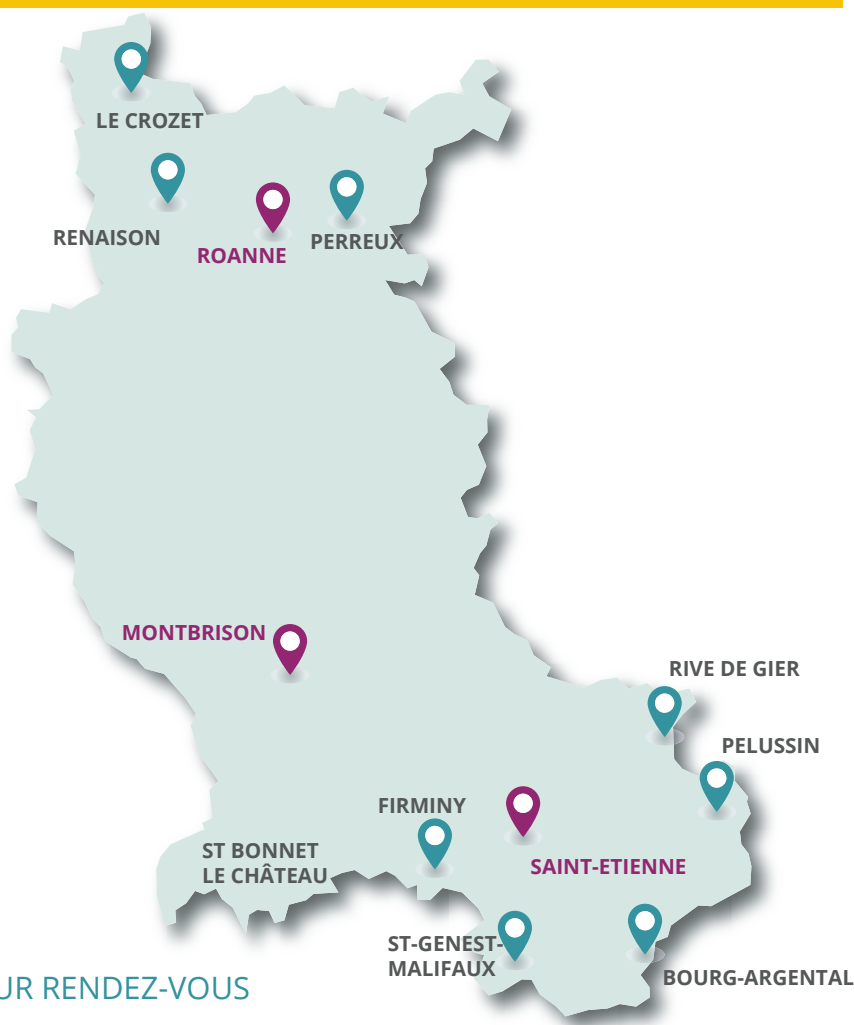 LE CROZET
RENAISON
ROANNE
PERREUX
MONTBRISON
RIVE DE GIER
PELUSSIN
FIRMINY
ST BONNET
LE CHÂTEAU
SAINT-ETIENNE
ST-GENEST-
MALIFAUX
BOURG-ARGENTAL
UR RENDEZ-VOUS